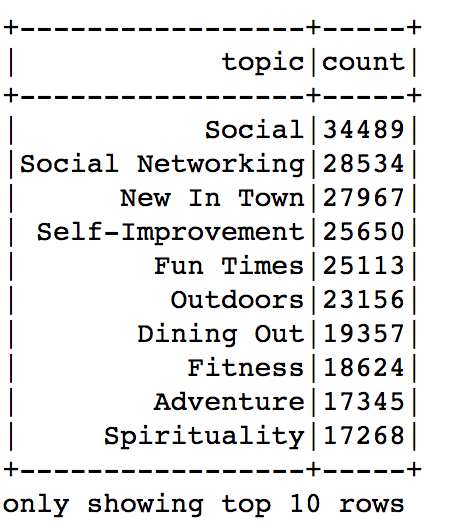 +-----------------+-----+
|            topic|count|
+-----------------+-----+
|           Social|34489|
|Social Networking|28534|
|      New In Town|27967|
| Self-Improvement|25650|
|        Fun Times|25113|
|         Outdoors|23156|
|       Dining Out|19357|
|          Fitness|18624|
|        Adventure|17345|
|     Spirituality|17268|
+-----------------+-----+
only showing top 10 rows